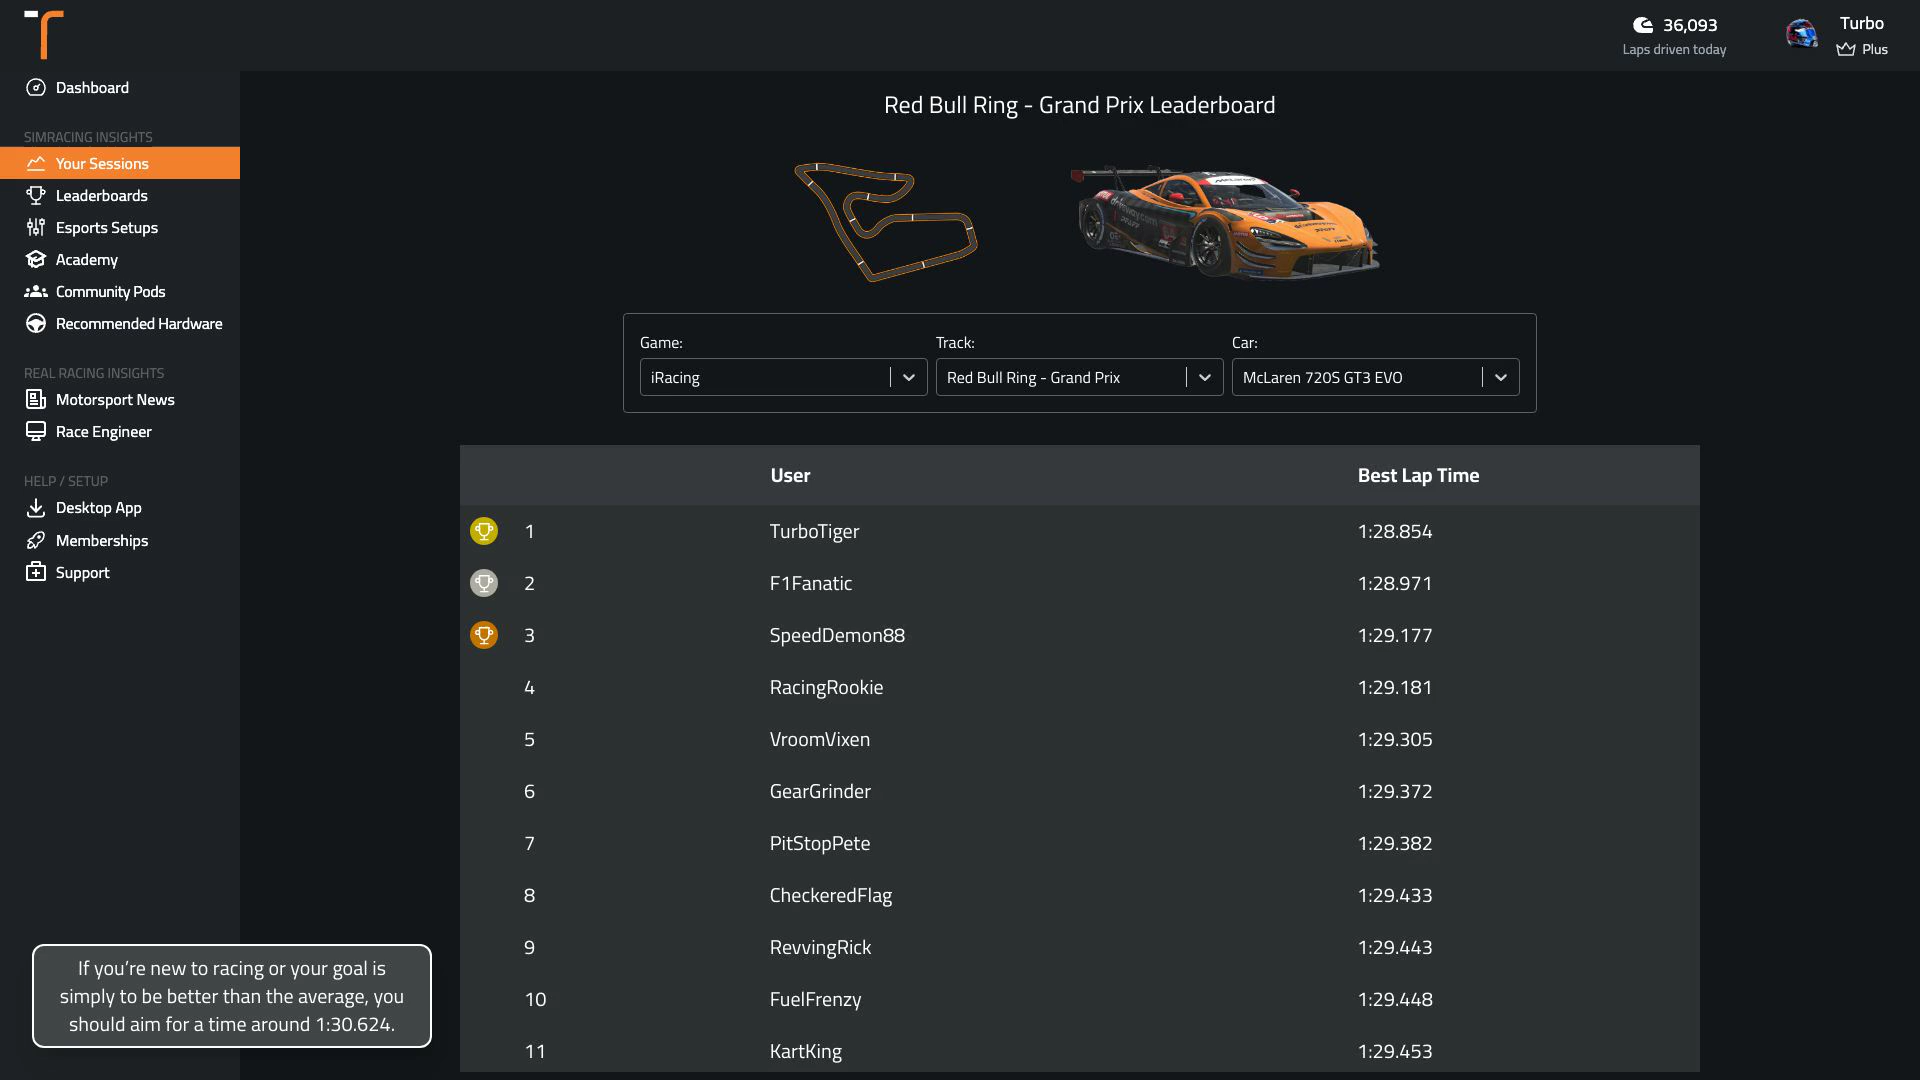 36,093
Laps driven today
Turbo
Plus
Dashboard
SIMRACING INSIGHTS
Your Sessions
Leaderboards
Esports Setups
Academy
Community Pods
Recommended Hardware
REAL RACING INSIGHTS
Motorsport News
Race Engineer
HELP / SETUP
Desktop App
Memberships
Support
If you're new to racing or your goal is
simply to be better than the average, you
should aim for a time around 1:30.624.
Red Bull Ring - Grand Prix Leaderboard
Game: Track: Car:
iRacing Red Bull Ring - Grand Prix McLaren 720S GT3 EVO
User Best Lap Time
1 TurboTiger 1:28.854
2 F1Fanatic 1:28.971
3 SpeedDemon88 1:29.177
4 RacingRookie 1:29.181
5 VroomVixen 1:29.305
6 GearGrinder 1:29.372
7 PitStopPete 1:29.382
8 CheckeredFlag 1:29.433
9 RevvingRick 1:29.443
10 FuelFrenzy 1:29.448
11 KartKing 1:29.453